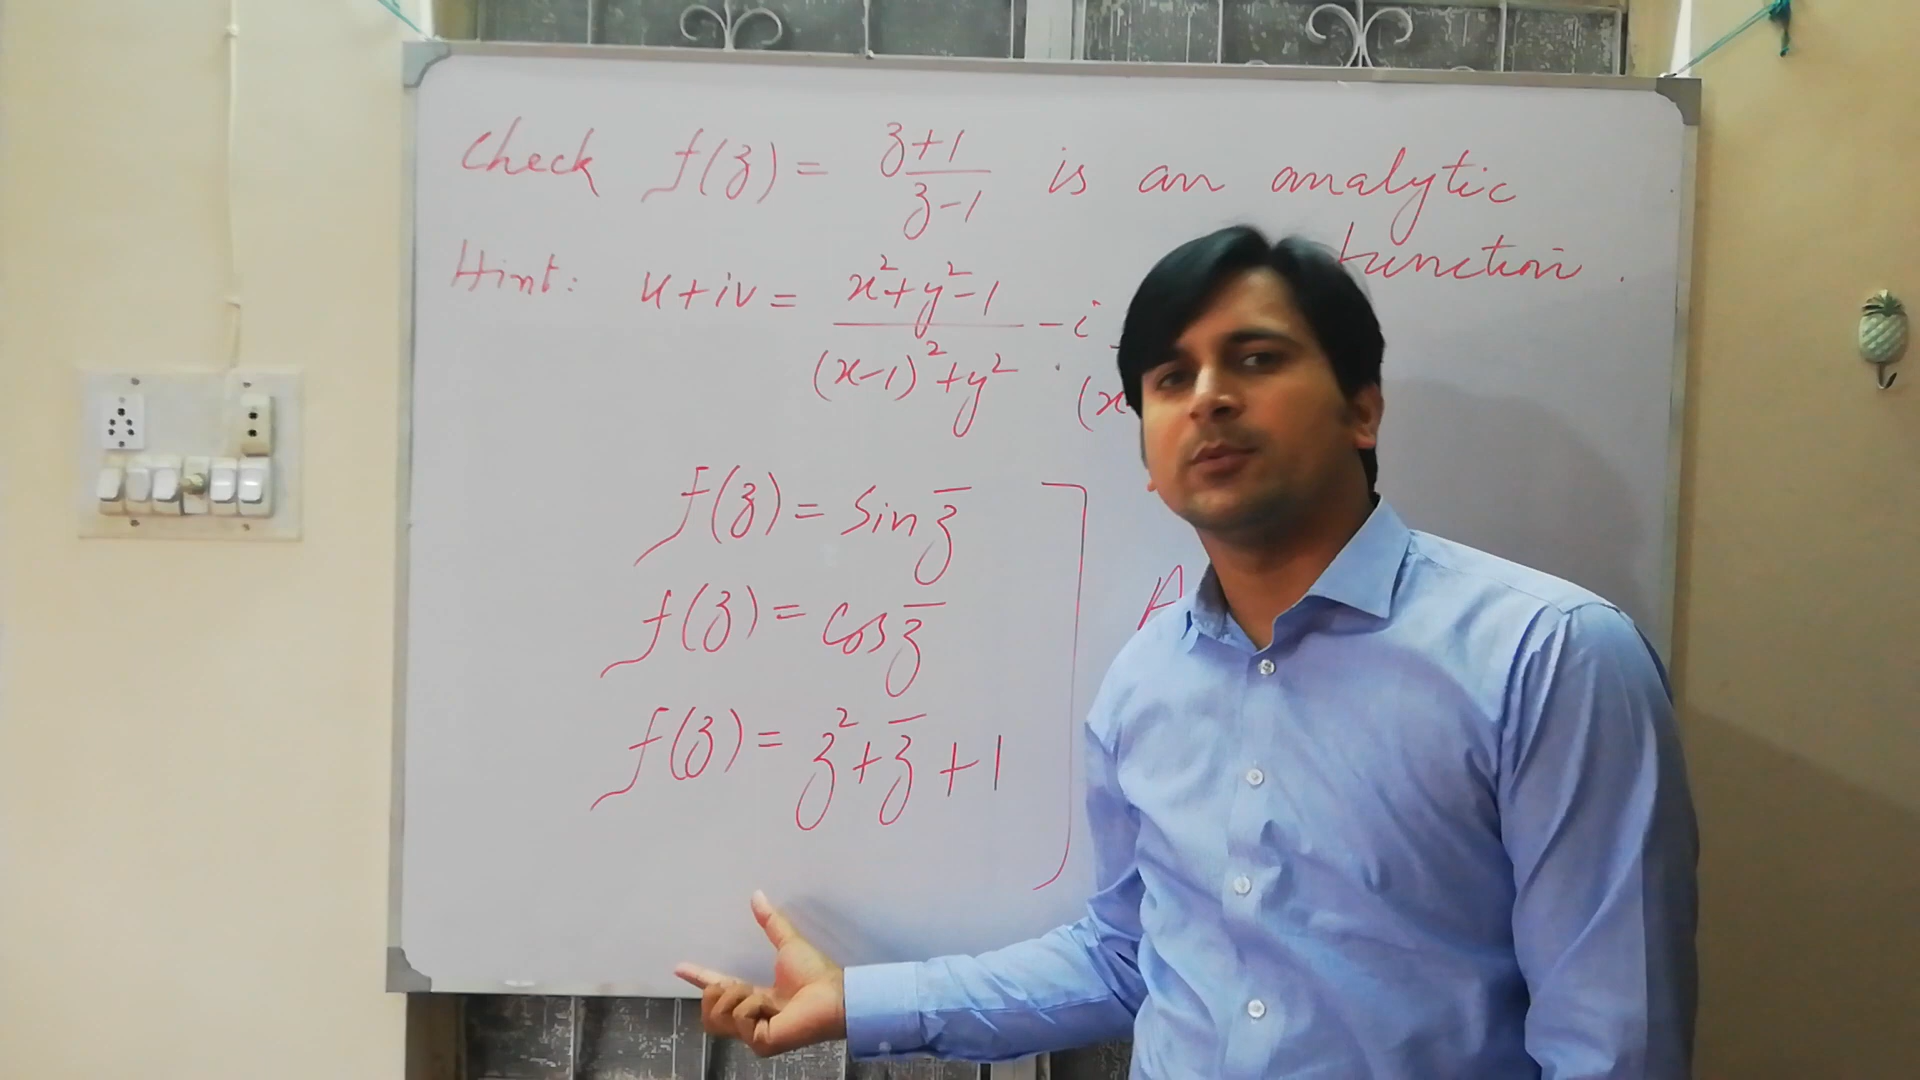 Check f(z) = z+1 / z-1 is an analytic
function.
Hint: u+iv = x²+y²-1 / (x-1)²+y² - i (x
f(z) = Sin z̅
f(z) = Cos z̅
A
f(z) = z²+z̅+1